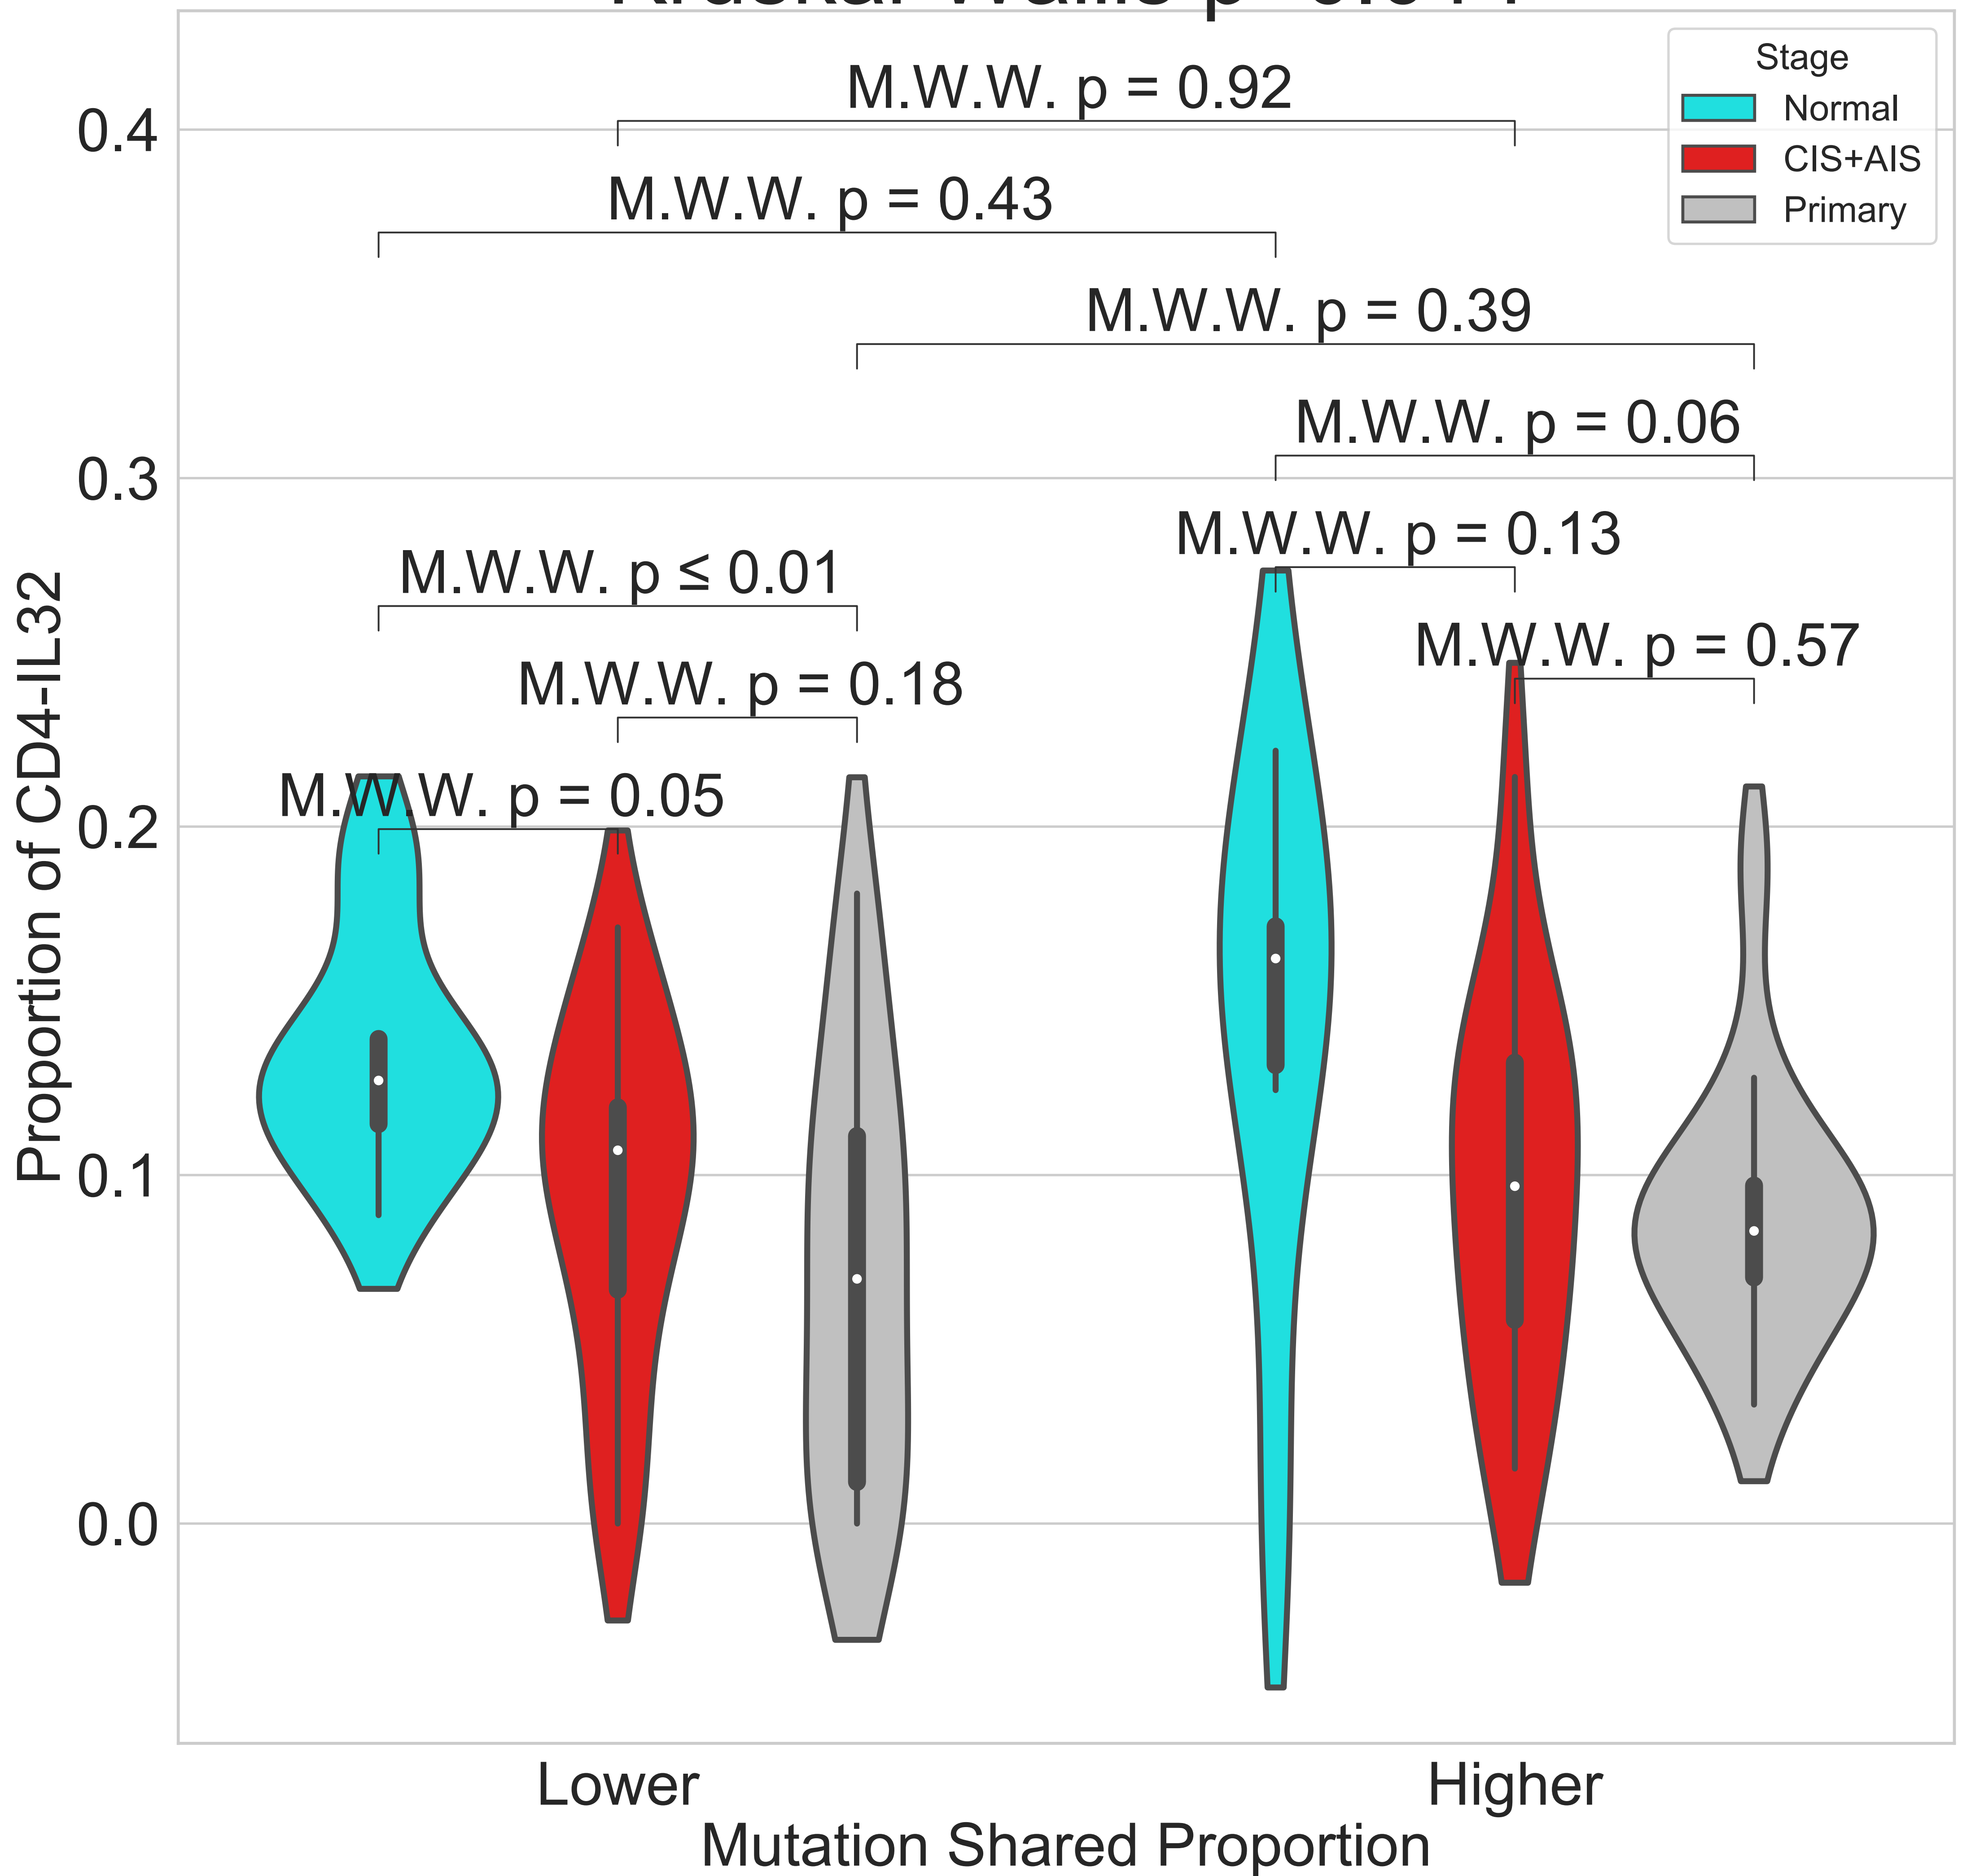 Stage
Normal
CIS+AIS
Primary
M.W.W. p = 0.92
M.W.W. p = 0.43
M.W.W. p = 0.39
M.W.W. p = 0.06
M.W.W. p = 0.13
M.W.W. p ≤ 0.01
M.W.W. p = 0.57
M.W.W. p = 0.18
M.W.W. p = 0.05
0.4
0.3
0.2
0.1
0.0
Proportion of CD4-IL32
Lower
Higher
Mutation Shared Proportion